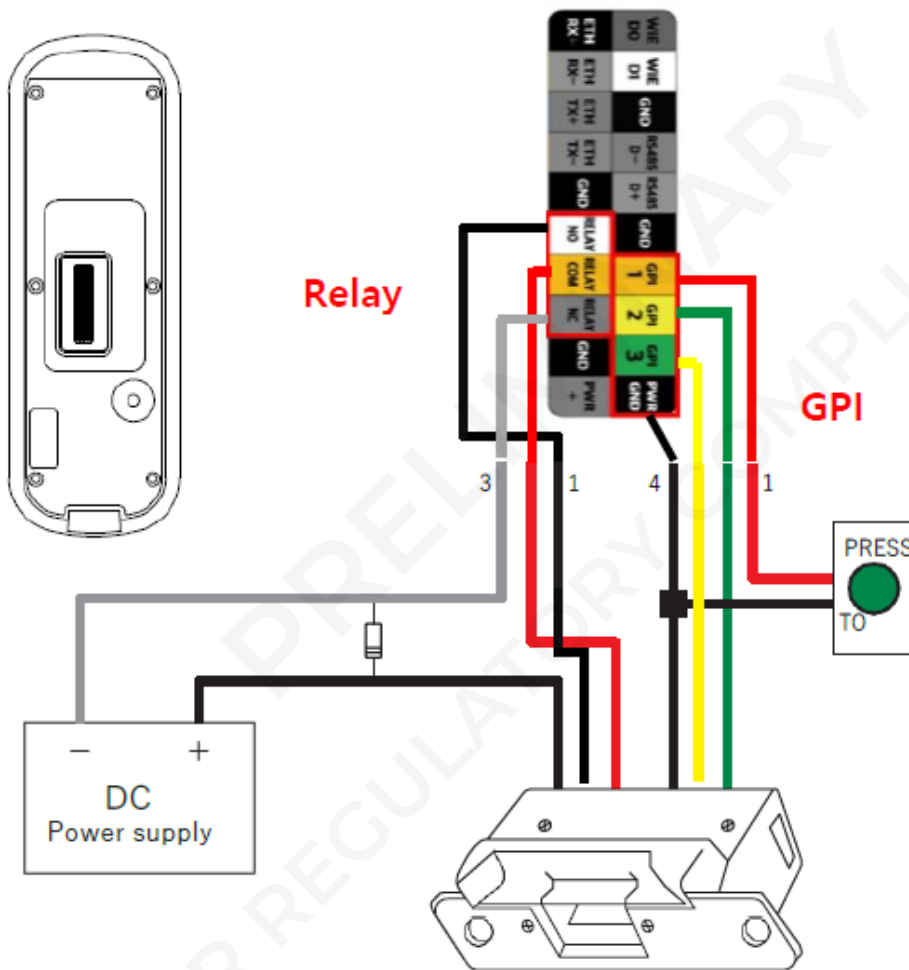 ETH
RX+
WIE
D0
ETH
RX-
WIE
D1
ETH
TX+
GND
ETH
TX-
RS485
D-
GND
RS485
D+
RELAY
NO
GND
RELAY
COM
GPI
1
RELAY
NC
GPI
2
GND
GPI
3
PWR
+
PWR
GND
Relay
GPI
3
1
4
1
PRESS
TO
- +
DC
Power supply
PRELIMINARY
R REGULATORY COMPLI